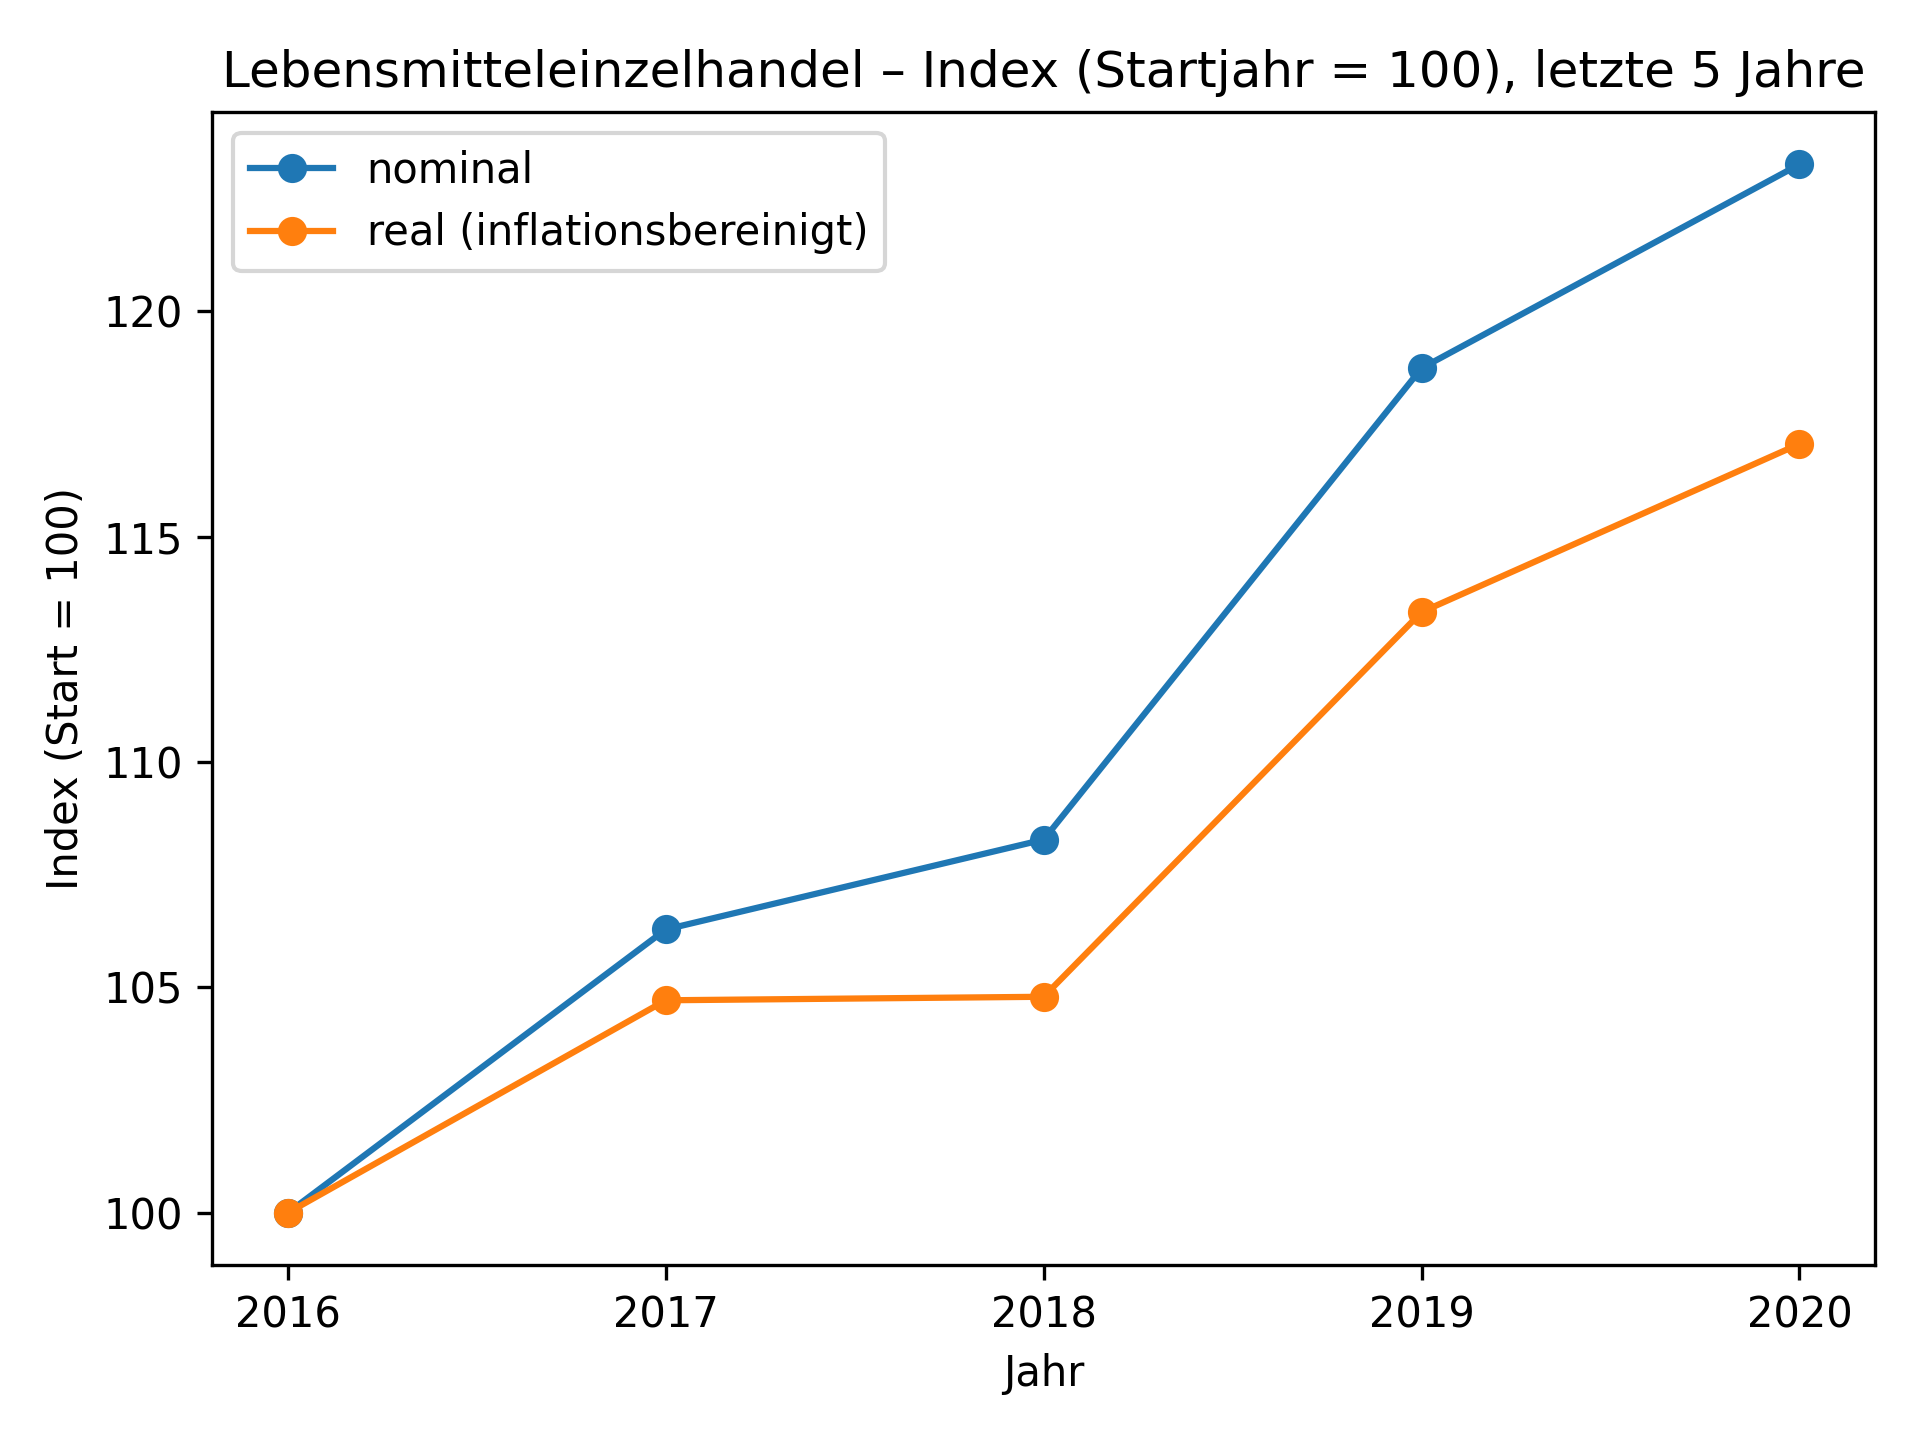 Lebensmitteleinzelhandel – Index (Startjahr = 100), letzte 5 Jahre
nominal
real (inflationsbereinigt)
120
115
110
105
100
Index (Start = 100)
2016 2017 2018 2019 2020
Jahr